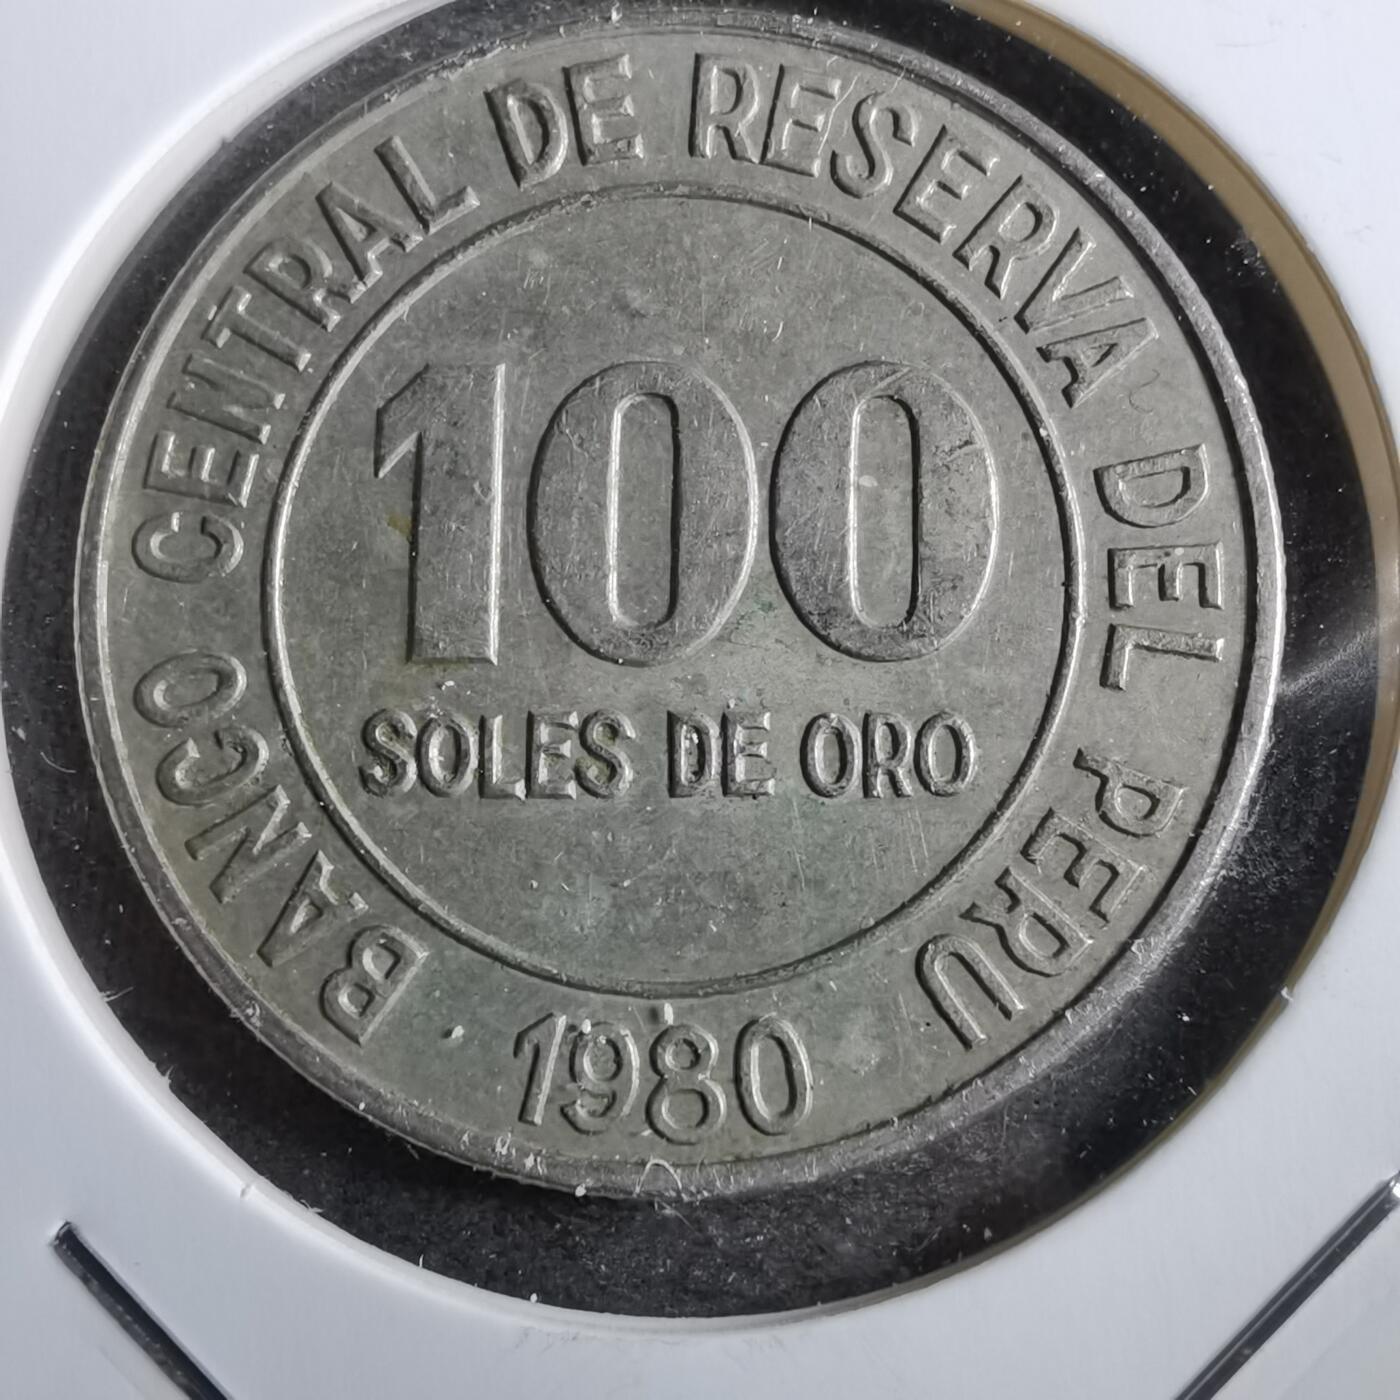 BANCO CENTRAL DE RESERVA DEL PERU
100
SOLES DE ORO
1980